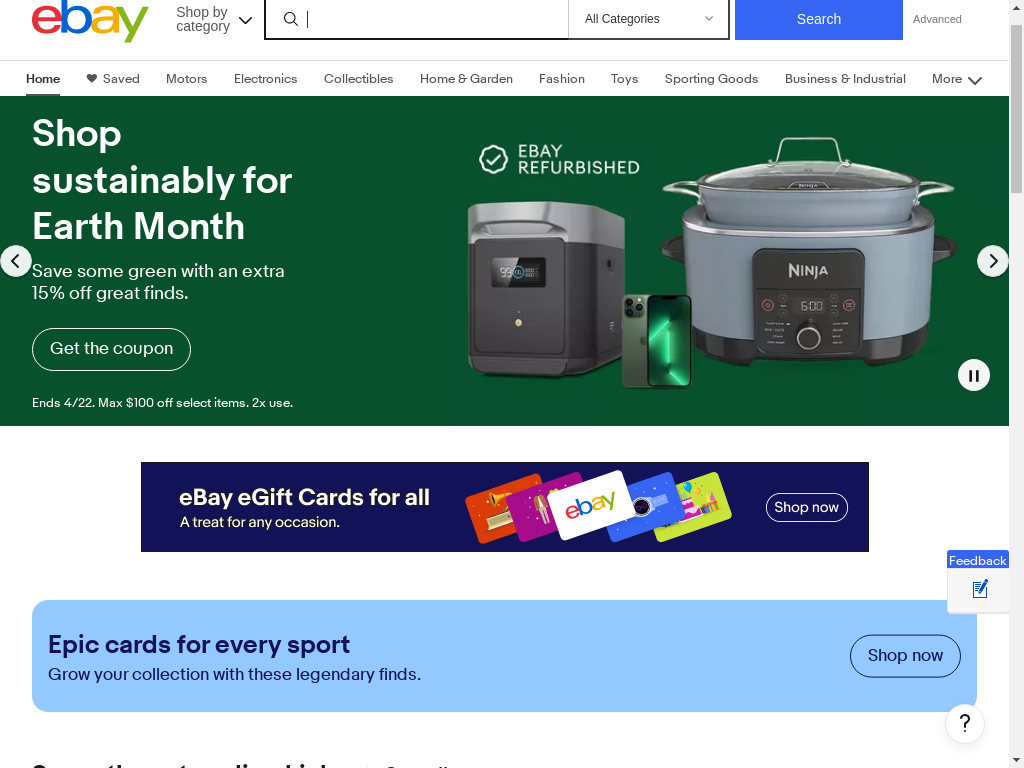 ebay
Shop by
category
All Categories
Search
Advanced
Home
Saved
Motors
Electronics
Collectibles
Home & Garden
Fashion
Toys
Sporting Goods
Business & Industrial
More
Shop
sustainably for
Earth Month
Save some green with an extra
15% off great finds.
Get the coupon
Ends 4/22. Max $100 off select items. 2x use.
EBAY
REFURBISHED
NINJA
6:00
eBay eGift Cards for all
A treat for any occasion.
ebay
Shop now
Feedback
Epic cards for every sport
Grow your collection with these legendary finds.
Shop now
?